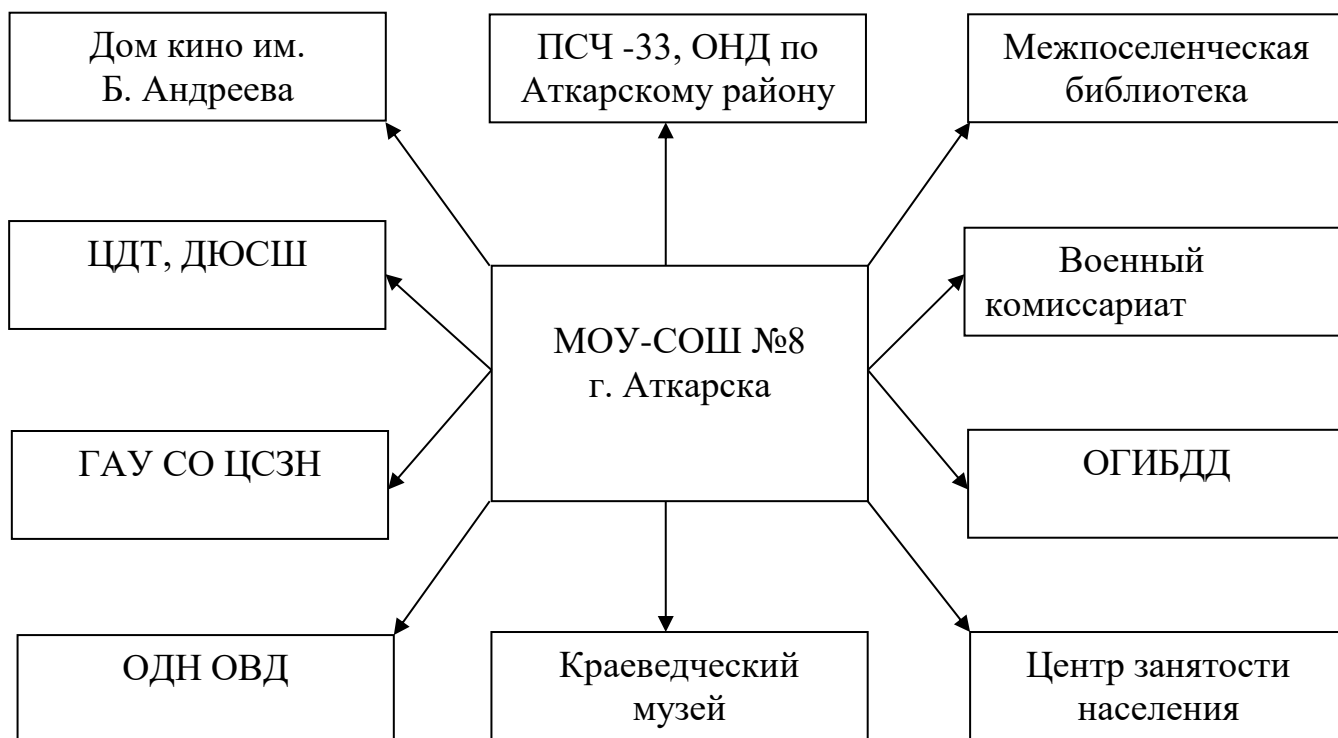 Дом кино им.
Б. Андреева
ПСЧ -33, ОНД по
Аткарскому району
Межпоселенческая
библиотека
ЦДТ, ДЮСШ
МОУ-СОШ №8
г. Аткарска
Военный
комиссариат
ГАУ СО ЦСЗН
ОГИБДД
ОДН ОВД
Краеведческий
музей
Центр занятости
населения